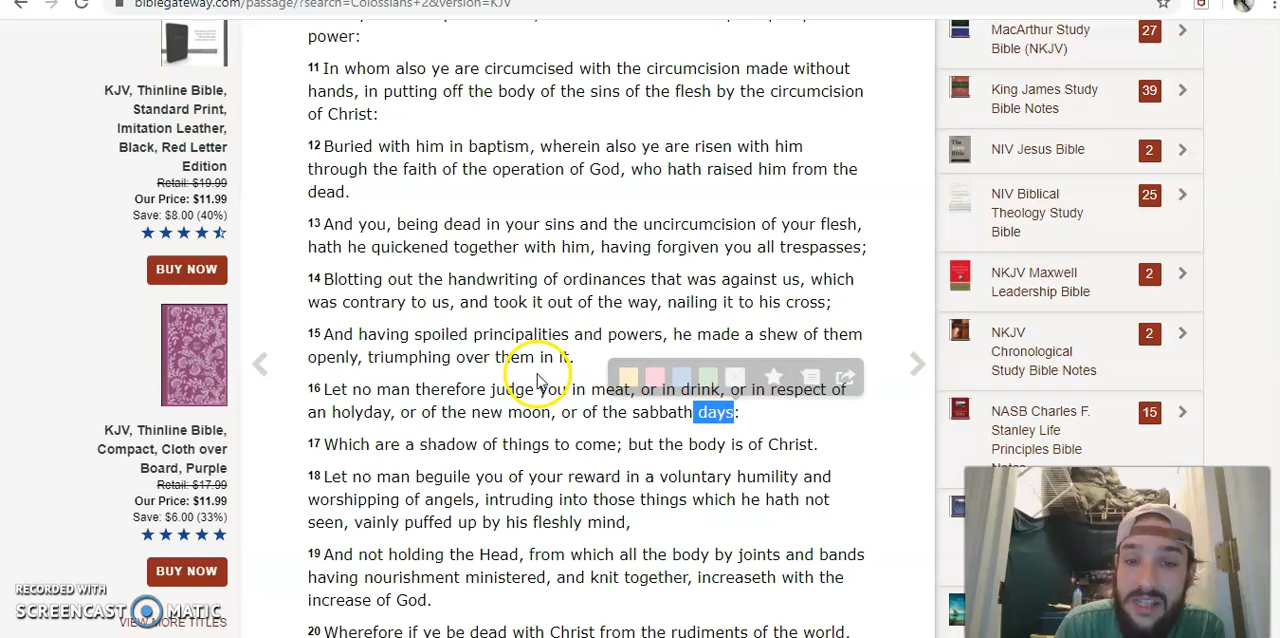 biblegateway.com/passage/?search=Colossians+2&version=KJV
KJV, Thinline Bible,
Standard Print,
Imitation Leather,
Black, Red Letter
Edition
Retail: $19.99
Our Price: $11.99
Save: $8.00 (40%)
BUY NOW
KJV, Thinline Bible,
Compact, Cloth over
Board, Purple
Retail: $17.99
Our Price: $11.99
Save: $6.00 (33%)
BUY NOW
VIEW MORE TITLES
RECORDED WITH
SCREENCAST MATIC
power:
11 In whom also ye are circumcised with the circumcision made without
hands, in putting off the body of the sins of the flesh by the circumcision
of Christ:
12 Buried with him in baptism, wherein also ye are risen with him
through the faith of the operation of God, who hath raised him from the
dead.
13 And you, being dead in your sins and the uncircumcision of your flesh,
hath he quickened together with him, having forgiven you all trespasses;
14 Blotting out the handwriting of ordinances that was against us, which
was contrary to us, and took it out of the way, nailing it to his cross;
15 And having spoiled principalities and powers, he made a shew of them
openly, triumphing over them in it.
16 Let no man therefore judge you in meat, or in drink, or in respect of
an holyday, or of the new moon, or of the sabbath days:
17 Which are a shadow of things to come; but the body is of Christ.
18 Let no man beguile you of your reward in a voluntary humility and
worshipping of angels, intruding into those things which he hath not
seen, vainly puffed up by his fleshly mind,
19 And not holding the Head, from which all the body by joints and bands
having nourishment ministered, and knit together, increaseth with the
increase of God.
20 Wherefore if ye be dead with Christ from the rudiments of the world,
MacArthur Study 27
Bible (NKJV)
King James Study 39
Bible Notes
NIV Jesus Bible 2
NIV Biblical 25
Theology Study
Bible
NKJV Maxwell 2
Leadership Bible
NKJV 2
Chronological
Study Bible Notes
NASB Charles F. 15
Stanley Life
Principles Bible
Notes